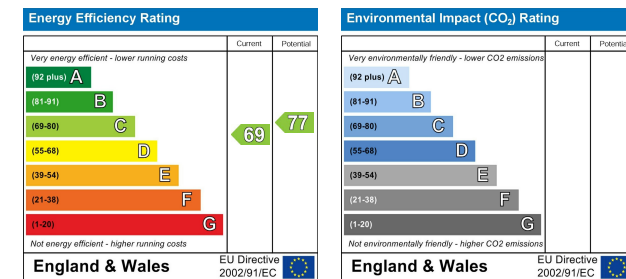 Energy Efficiency Rating
Current Potential
Very energy efficient - lower running costs
(92 plus) A
(81-91) B
(69-80) C
(55-68) D
(39-54) E
(21-38) F
(1-20) G
69
77
Not energy efficient - higher running costs
England & Wales
EU Directive
2002/91/EC
Environmental Impact (CO₂) Rating
Current Potentia
Very environmentally friendly - lower CO2 emissions
(92 plus) A
(81-91) B
(69-80) C
(55-68) D
(39-54) E
(21-38) F
(1-20) G
Not environmentally friendly - higher CO2 emissions
England & Wales
EU Directive
2002/91/EC